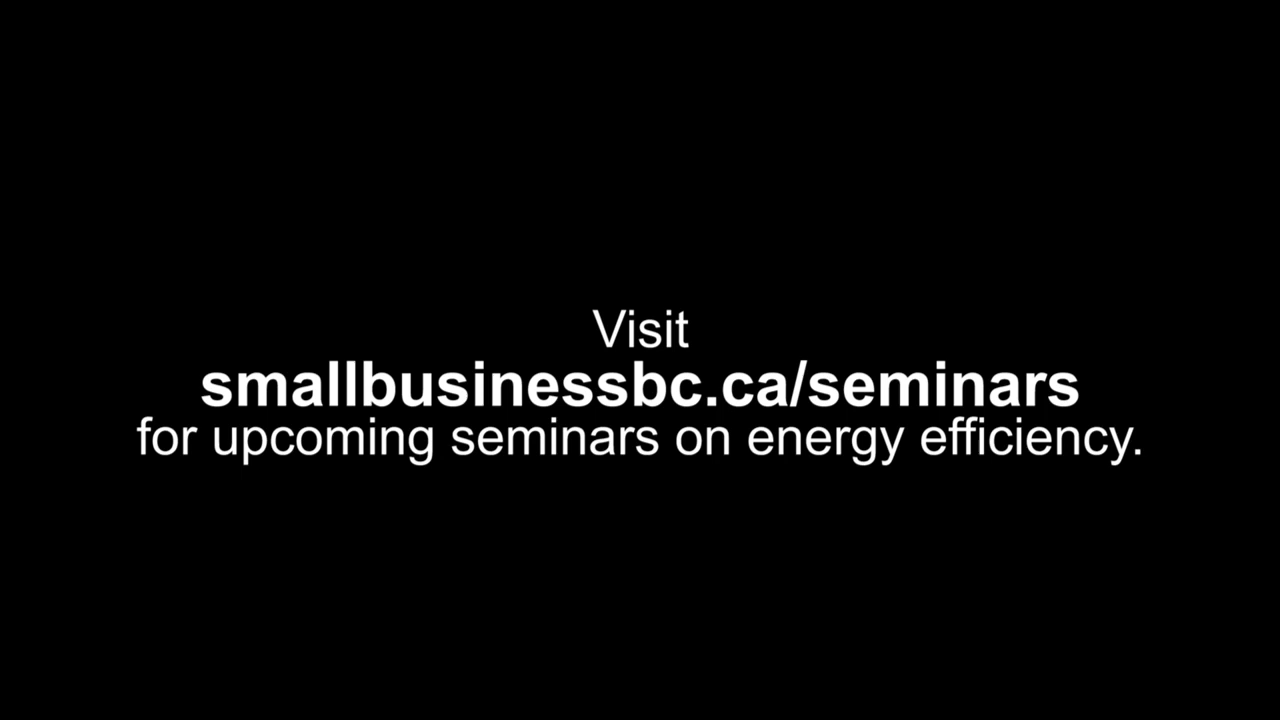 Visit
smallbusinessbc.ca/seminars
for upcoming seminars on energy efficiency.